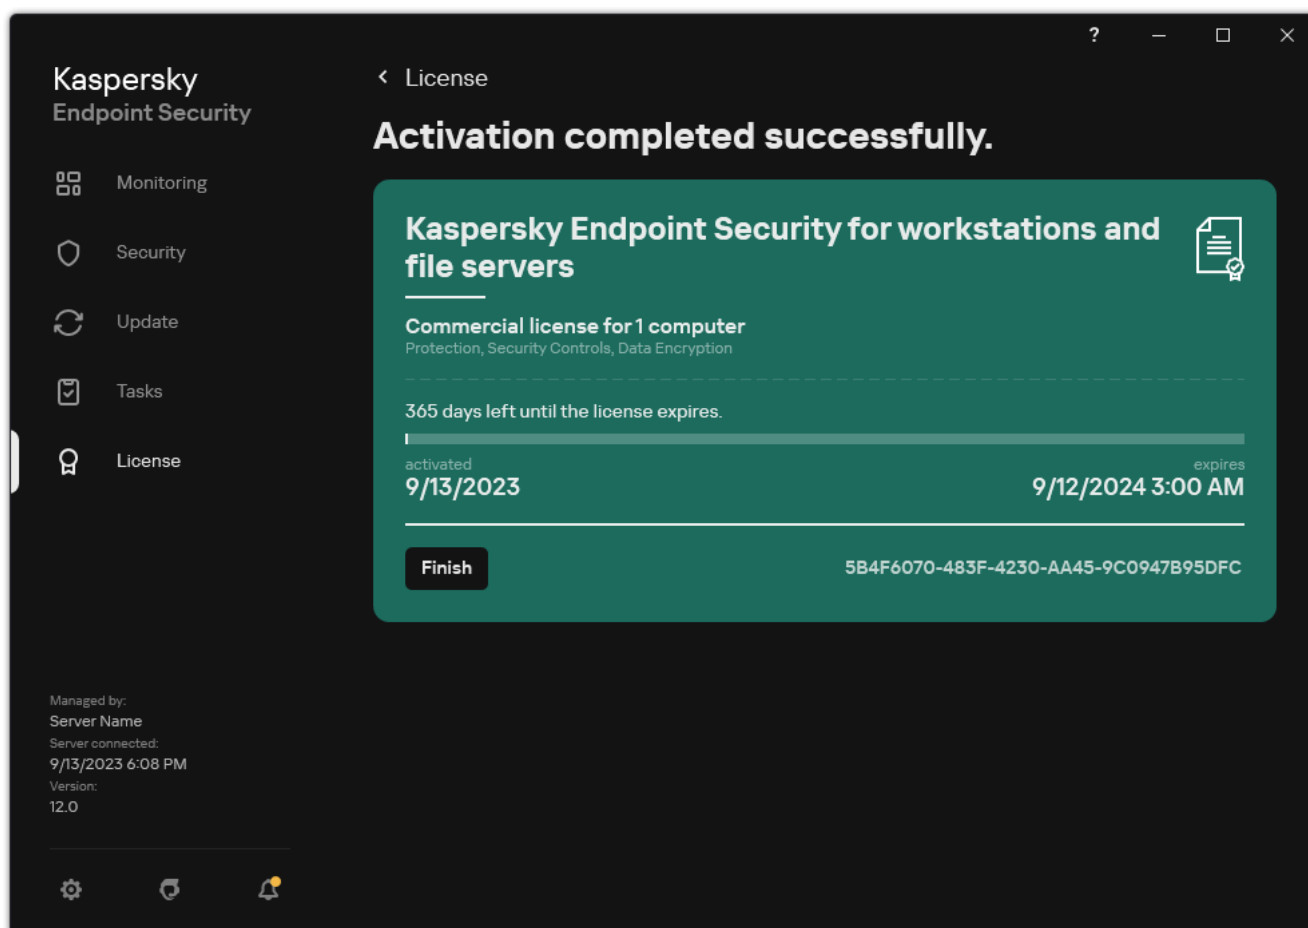 ?
Kaspersky
Endpoint Security
Monitoring
Security
Update
Tasks
License
Managed by:
Server Name
Server connected:
9/13/2023 6:08 PM
Version:
12.0
License
Activation completed successfully.
Kaspersky Endpoint Security for workstations and
file servers
Commercial license for 1 computer
Protection, Security Controls, Data Encryption
365 days left until the license expires.
activated expires
9/13/2023 9/12/2024 3:00 AM
Finish 5B4F6070-483F-4230-AA45-9C0947B95DFC